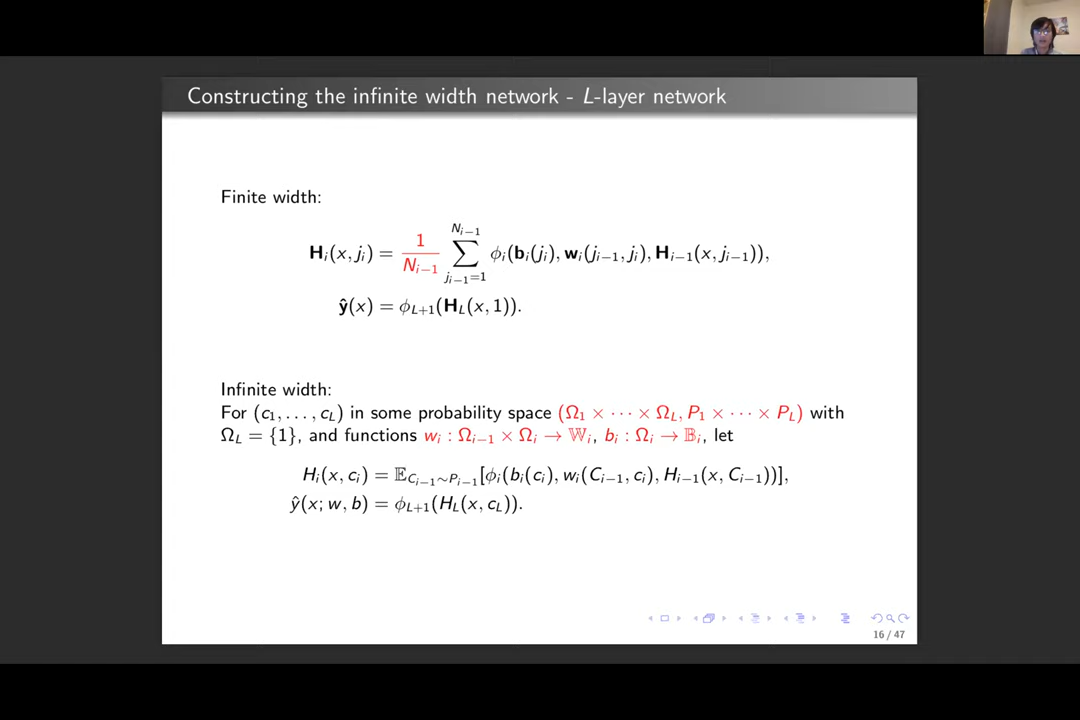 Constructing the infinite width network - L-layer network
Finite width:
H_i(x, j_i) = \frac{1}{N_{i−1}} \sum_{j_{i−1}=1}^{N_{i−1}} ϕ_i(b_i(j_i), w_i(j_{i−1}, j_i), H_{i−1}(x, j_{i−1})),
ŷ(x) = ϕ_{L+1}(H_L(x, 1)).
Infinite width:
For (c_1, . . . , c_L) in some probability space (Ω_1 × · · · × Ω_L, P_1 × · · · × P_L) with
Ω_L = {1}, and functions w_i : Ω_{i−1} × Ω_i → 𝕎_i, b_i : Ω_i → 𝔹_i, let
H_i(x, c_i) = 𝔼_{C_{i−1}∼P_{i−1}}[ϕ_i(b_i(c_i), w_i(C_{i−1}, c_i), H_{i−1}(x, C_{i−1}))],
ŷ(x; w, b) = ϕ_{L+1}(H_L(x, c_L)).
16 / 47